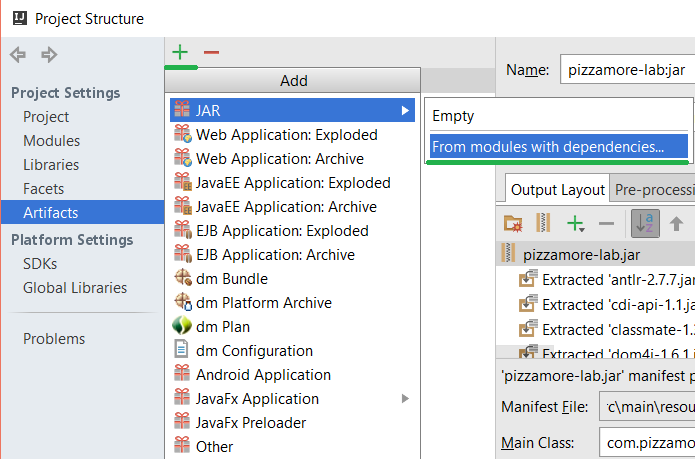 Project Structure
Project Settings
Project
Modules
Libraries
Facets
Artifacts
Platform Settings
SDKs
Global Libraries
Problems
Add
JAR
Web Application: Exploded
Web Application: Archive
JavaEE Application: Exploded
JavaEE Application: Archive
EJB Application: Exploded
EJB Application: Archive
dm Bundle
dm Platform Archive
dm Plan
dm Configuration
Android Application
JavaFx Application
JavaFx Preloader
Other
Empty
From modules with dependencies...
Name: pizzamore-lab:jar
Output Layout Pre-processi
pizzamore-lab.jar
Extracted 'antlr-2.7.7.jar
Extracted 'cdi-api-1.1.ja
Extracted 'classmate-1.
Extracted 'dom4j-1.6.1.j
'pizzamore-lab.jar' manifest p
Manifest File: c\main\resou
Main Class: com.pizzamo